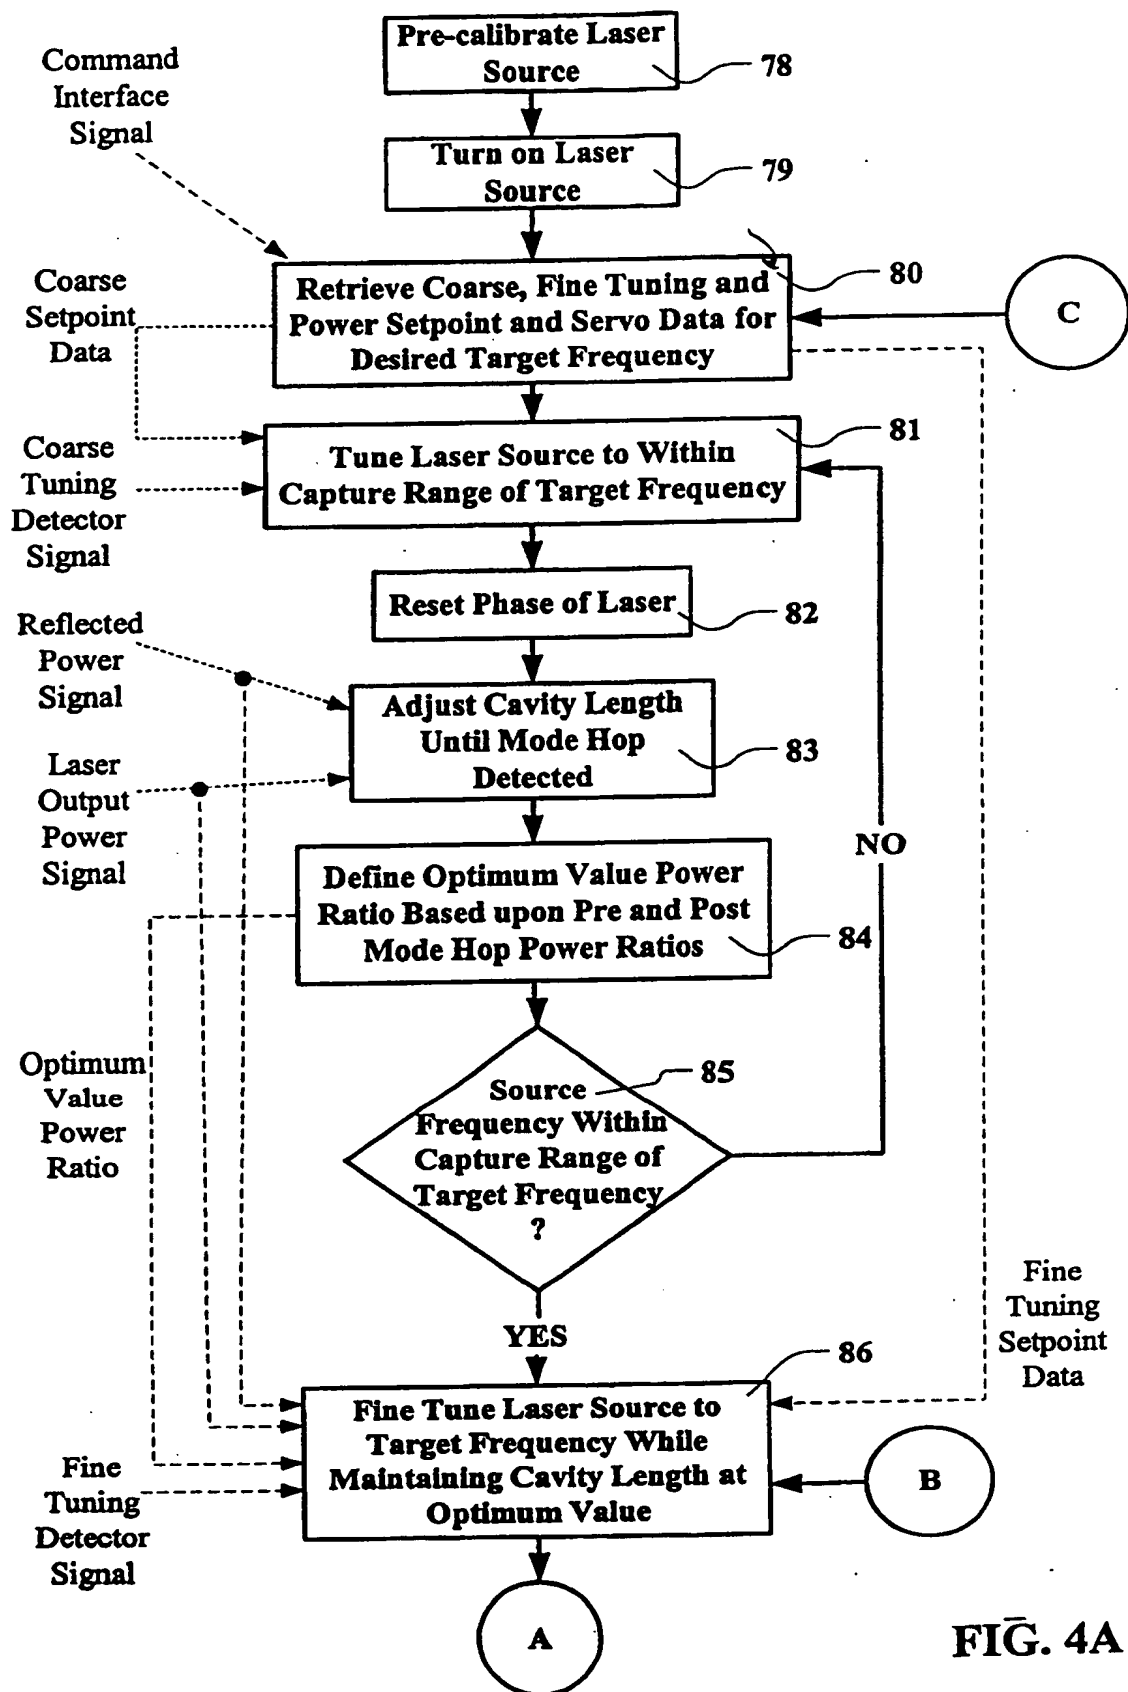 Pre-calibrate Laser
Source
78
Command
Interface
Signal
Turn on Laser
Source
79
Retrieve Coarse, Fine Tuning and
Power Setpoint and Servo Data for
Desired Target Frequency
80
C
Coarse
Setpoint
Data
Tune Laser Source to Within
Capture Range of Target Frequency
81
Coarse
Tuning
Detector
Signal
Reset Phase of Laser
82
Reflected
Power
Signal
Adjust Cavity Length
Until Mode Hop
Detected
83
Laser
Output
Power
Signal
NO
Define Optimum Value Power
Ratio Based upon Pre and Post
Mode Hop Power Ratios
84
Optimum
Value
Power
Ratio
Source
Frequency Within
Capture Range of
Target Frequency
?
85
YES
Fine
Tuning
Setpoint
Data
86
Fine Tune Laser Source to
Target Frequency While
Maintaining Cavity Length at
Optimum Value
B
Fine
Tuning
Detector
Signal
A
FIG. 4A